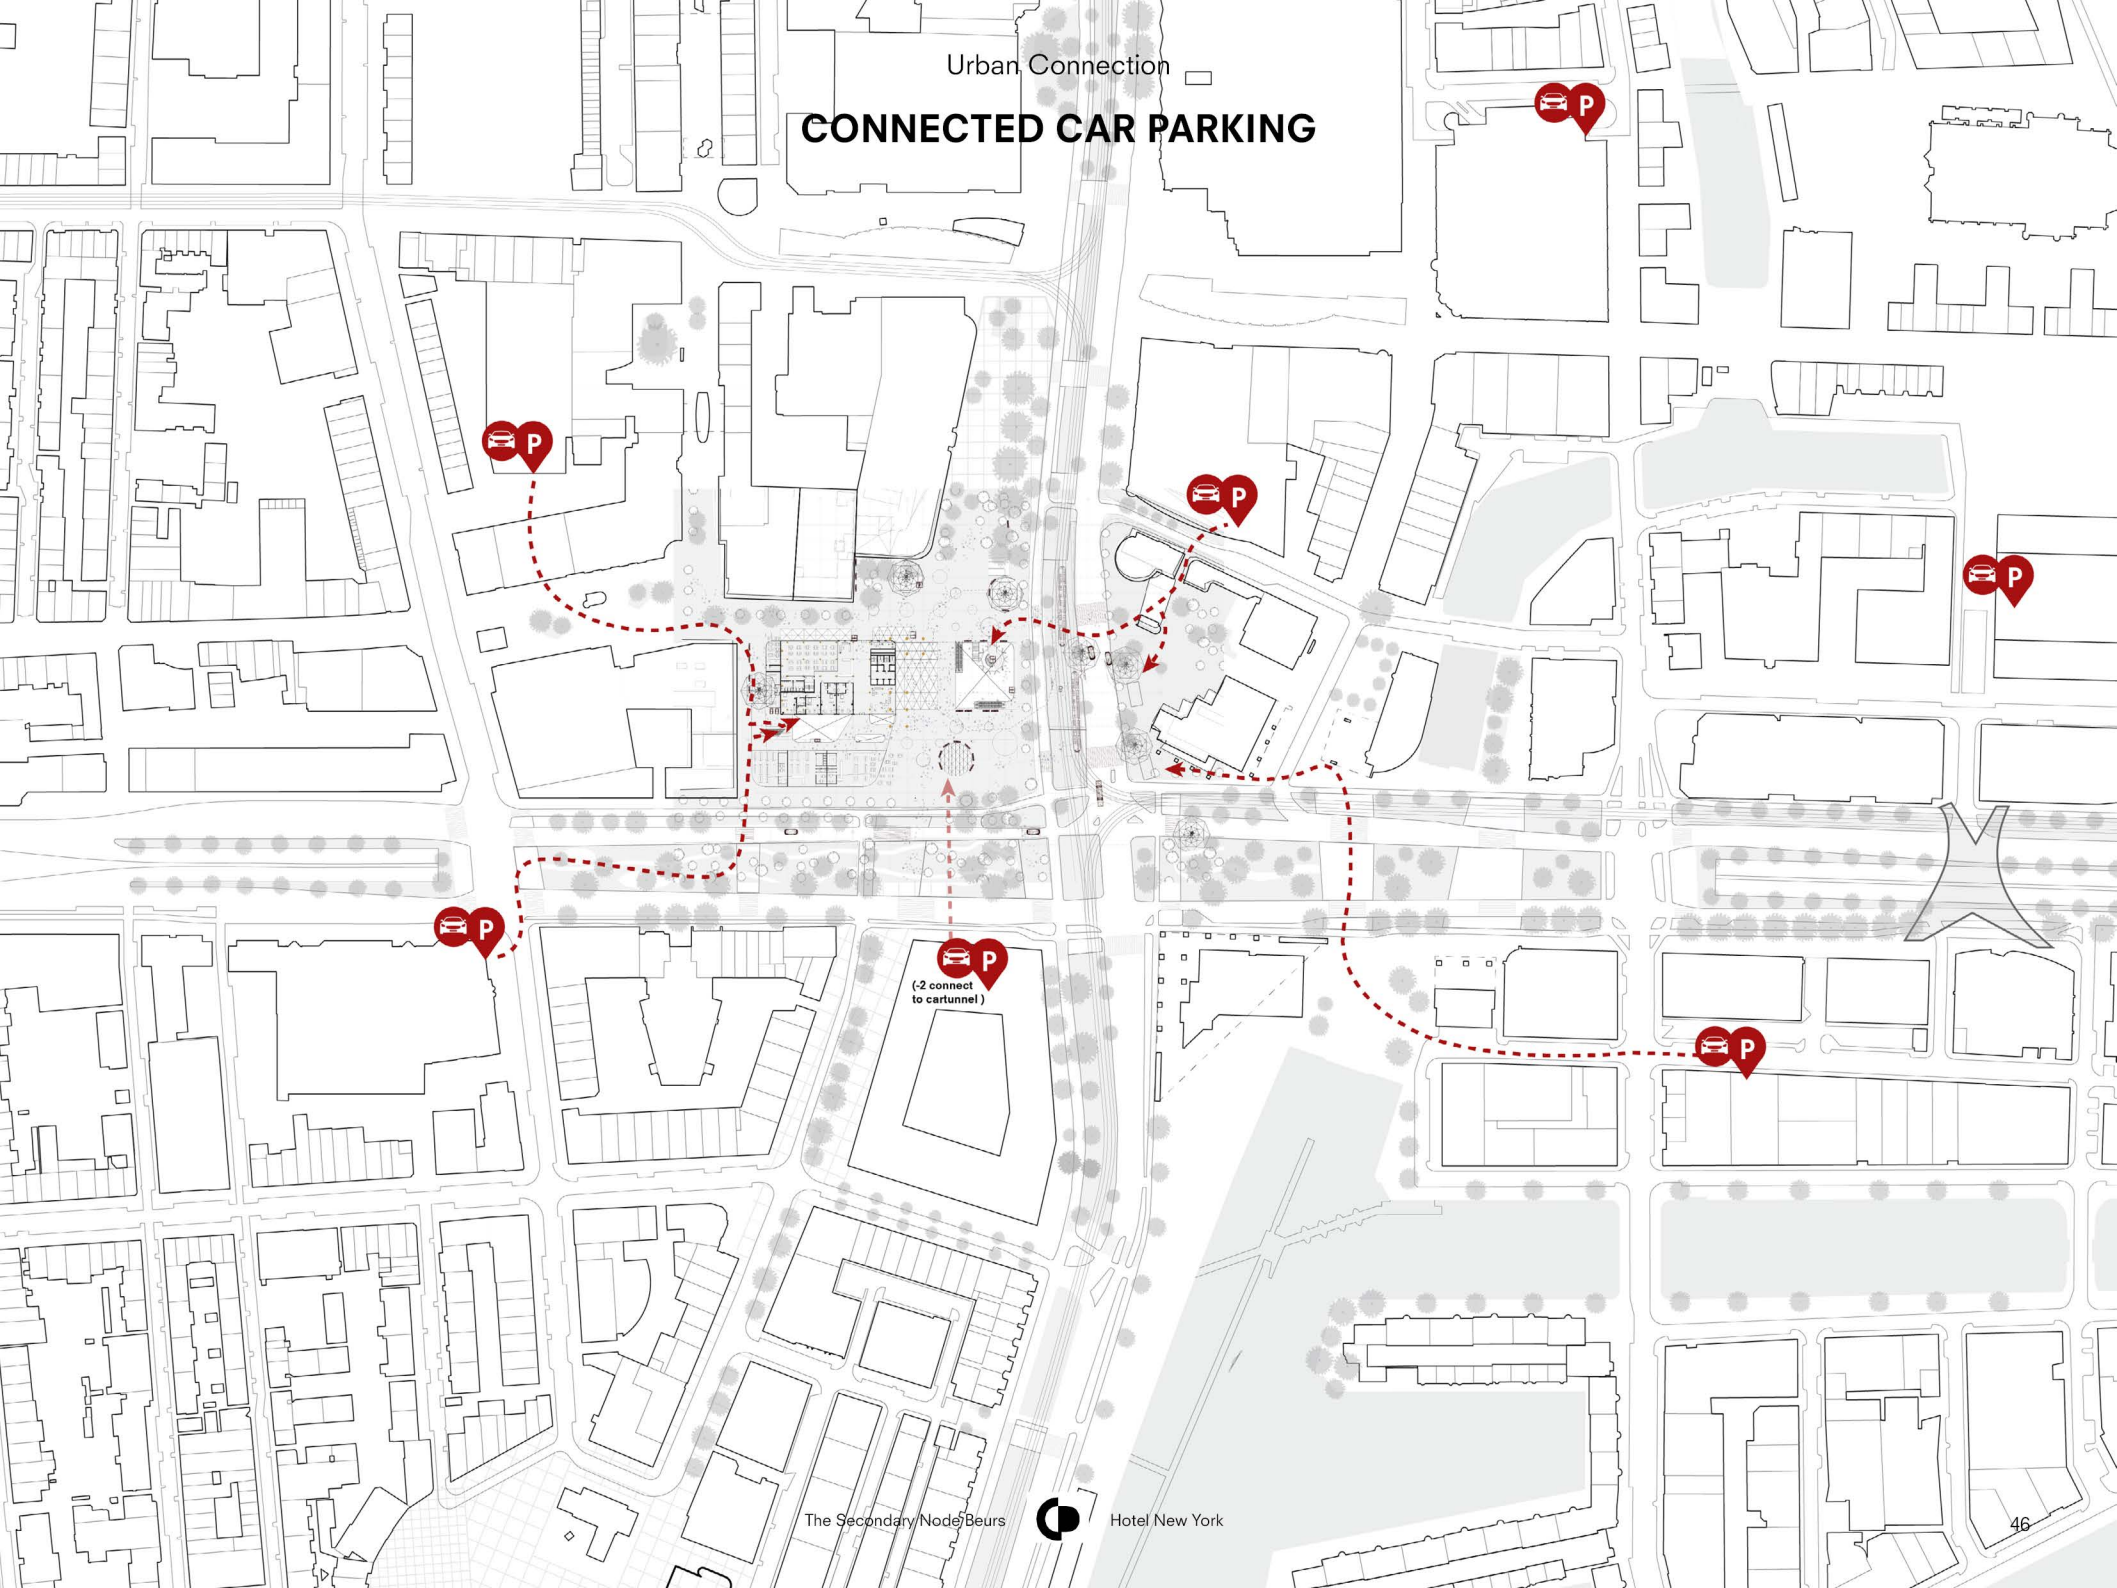 Urban Connection
CONNECTED CAR PARKING
P
P
P
P
P
P
(-2 connect
to cartunnel )
P
The Secondary Node Beurs
Hotel New York
46